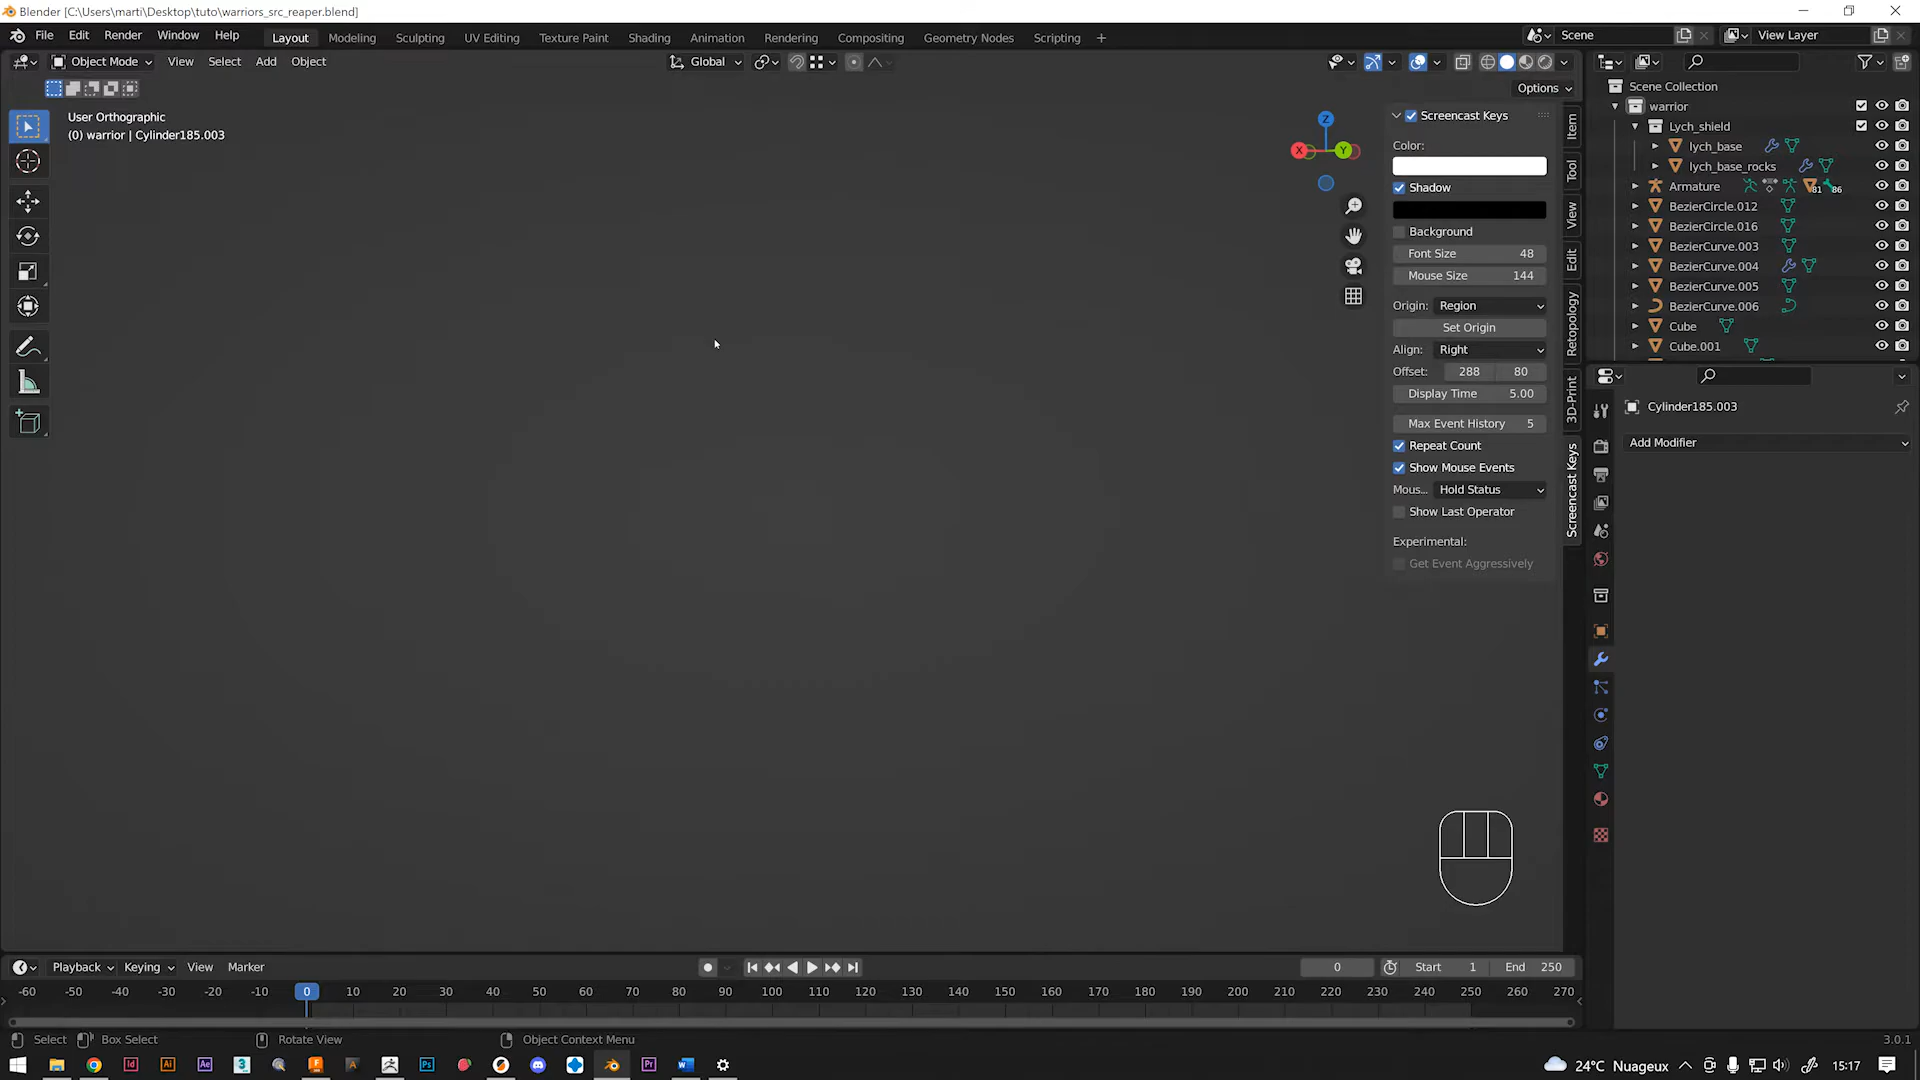 Blender [C:\Users\marti\Desktop\tuto\warriors_src_reaper.blend]
File Edit Render Window Help Layout Modeling Sculpting UV Editing Texture Paint Shading Animation Rendering Compositing Geometry Nodes Scripting + Scene View Layer
Object Mode View Select Add Object Global
Options
User Orthographic
(0) warrior | Cylinder185.003
Z
X
Y
Screencast Keys
Color:
Shadow
Background
Font Size 48
Mouse Size 144
Origin: Region
Set Origin
Align: Right
Offset: 288 80
Display Time 5.00
Max Event History 5
Repeat Count
Show Mouse Events
Mous... Hold Status
Show Last Operator
Experimental:
Get Event Aggressively
Item
Tool
View
Edit
Retopology
3D-Print
Screencast Keys
Scene Collection
warrior
Lych_shield
lych_base
lych_base_rocks
Armature 81 86
BezierCircle.012
BezierCircle.016
BezierCurve.003
BezierCurve.004
BezierCurve.005
BezierCurve.006
Cube
Cube.001
Cylinder185.003
Add Modifier
Playback Keying View Marker 0 Start 1 End 250
-60 -50 -40 -30 -20 -10 0 10 20 30 40 50 60 70 80 90 100 110 120 130 140 150 160 170 180 190 200 210 220 230 240 250 260 270
Select Box Select Rotate View Object Context Menu 3.0.1
24°C Nuageux 15:17